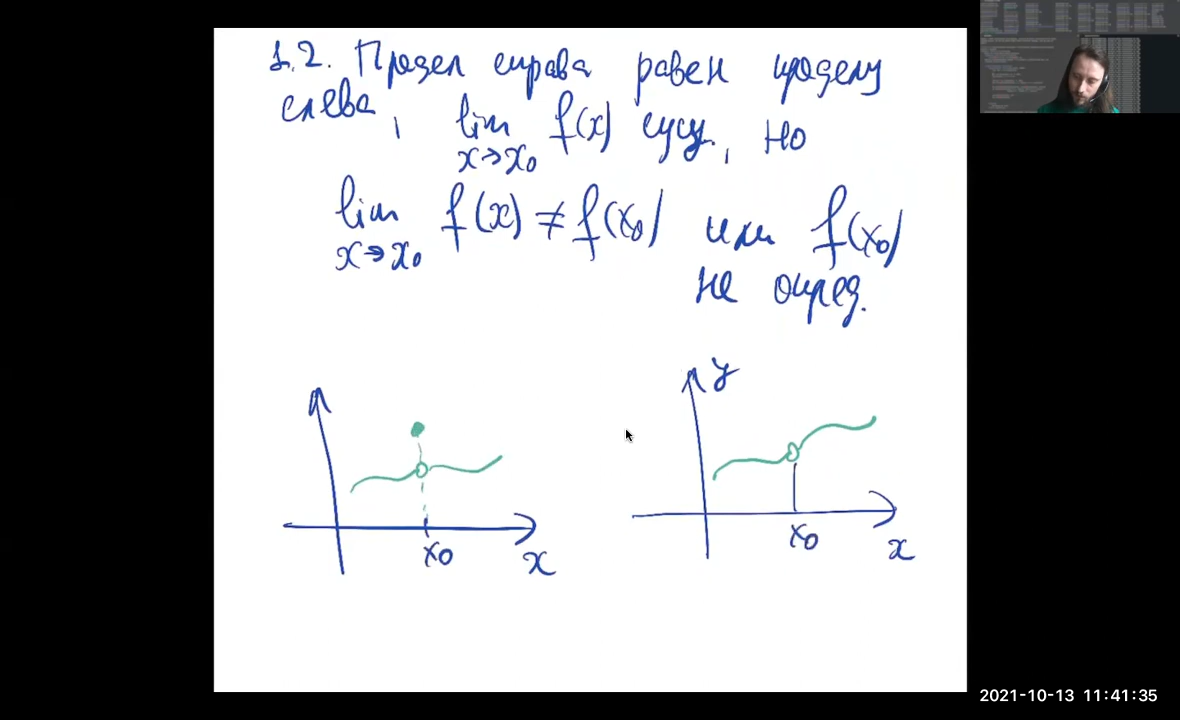 1.2. Предел справа равен пределу
слева, lim f(x) сущ., но
x→x₀
lim f(x) ≠ f(x₀) или f(x₀)
x→x₀
не опред.
y
x₀
x
x₀
x
2021-10-13 11:41:35